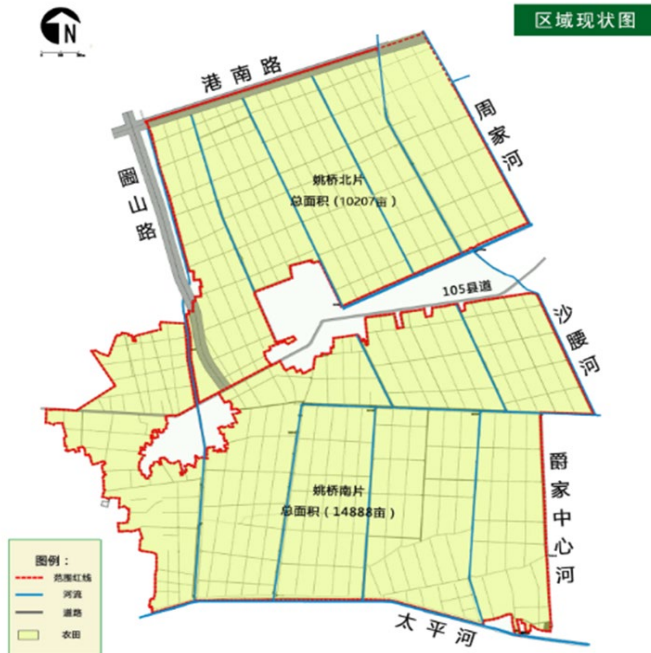 N
区域现状图
港南路
周家河
圌山路
姚桥北片
总面积（10207亩）
105县道
沙腰河
姚桥南片
总面积（14888亩）
爵家中心河
太平河
图例：
范围红线
河流
道路
农田